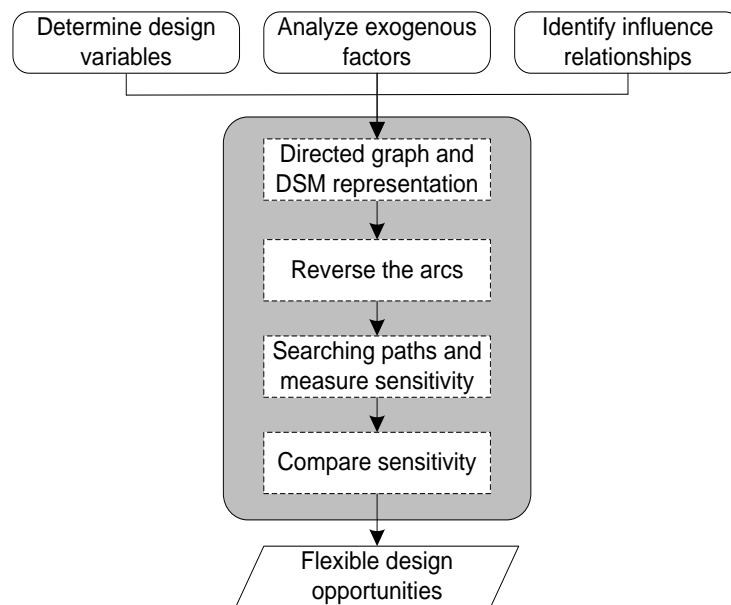 Determine design
variables
Analyze exogenous
factors
Identify influence
relationships
Directed graph and
DSM representation
Reverse the arcs
Searching paths and
measure sensitivity
Compare sensitivity
Flexible design
opportunities